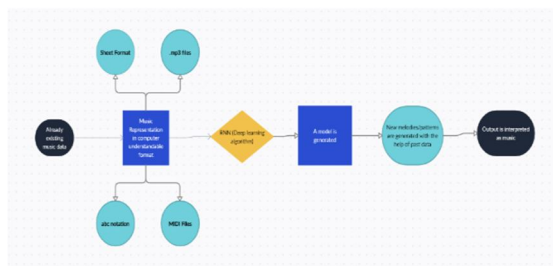 Sheet Format
.mp3 files
Already
existing
music data
Music
Representation
in computer
understandable
format
RNN (Deep learning
algorithm)
A model is
generated
New melodies/patterns
are generated with the
help of past data
Output is interpreted
as music
abc notation
MIDI Files